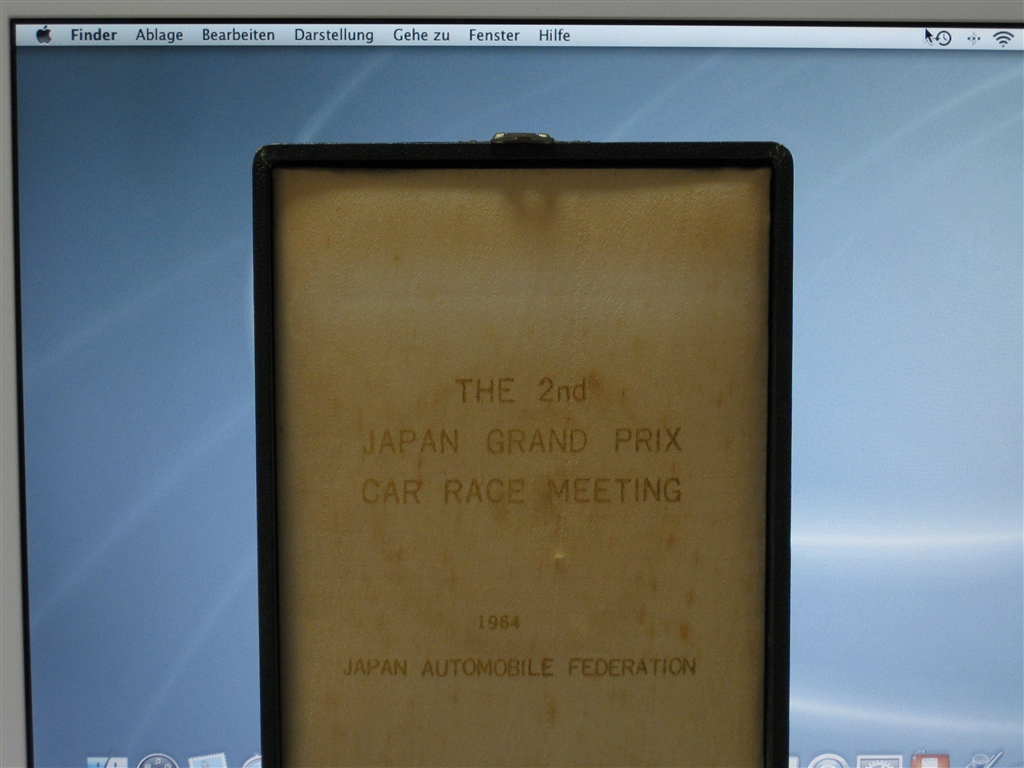 Finder Ablage Bearbeiten Darstellung Gehe zu Fenster Hilfe
THE 2nd
JAPAN GRAND PRIX
CAR RACE MEETING
1964
JAPAN AUTOMOBILE FEDERATION